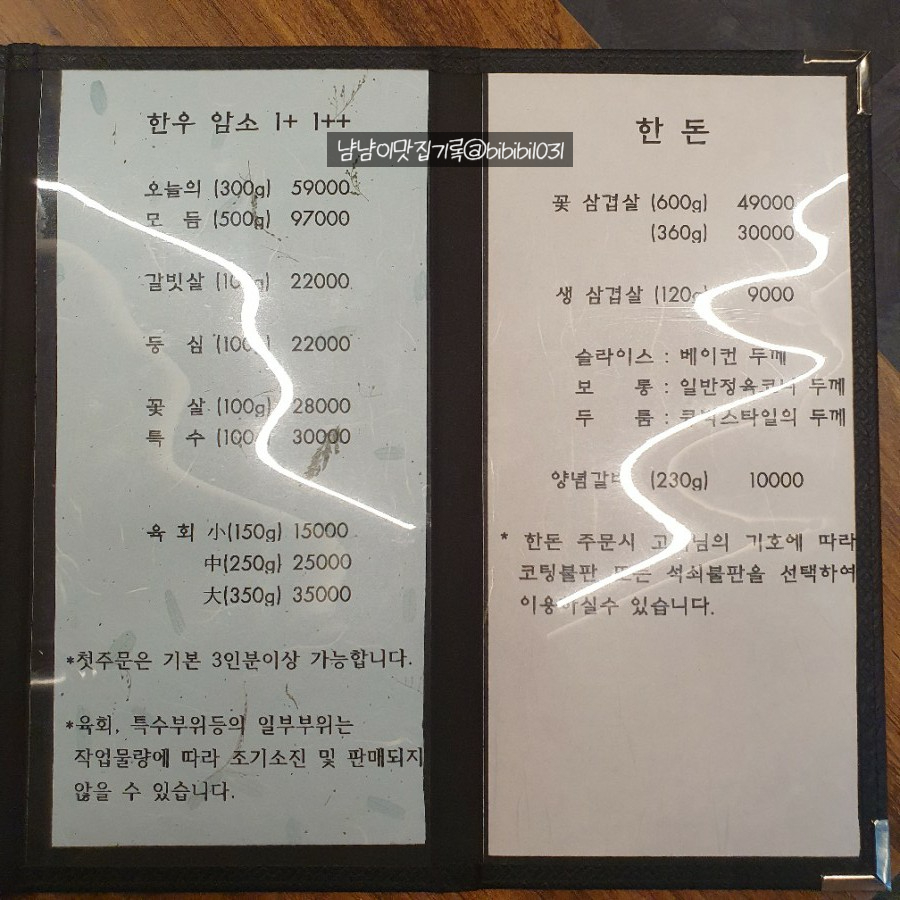 한우 암소 1+ 1++
냠냠이맛집기록@bibibi1031
오늘의 (300g) 59000
모 듬 (500g) 97000
갈빗살 22000
등 심 22000
꽃 살 (100g) 28000
특 수 30000
육 회 小(150g) 15000
中(250g) 25000
大(350g) 35000
*첫주문은 기본 3인분이상 가능합니다.
*육회, 특수부위등의 일부부위는
작업물량에 따라 조기소진 및 판매되지
않을 수 있습니다.
한 돈
꽃 삼겹살 (600g) 49000
(360g) 30000
생 삼겹살 (120g) 9000
슬라이스 : 베이컨 두께
보 통 : 일반정육코너 두께
두 툼 : 두께
양념갈비 (230g) 10000
* 한돈 주문시 고객님의 기호에 따라
코팅불판 또는 석쇠불판을 선택하여
이용하실수 있습니다.